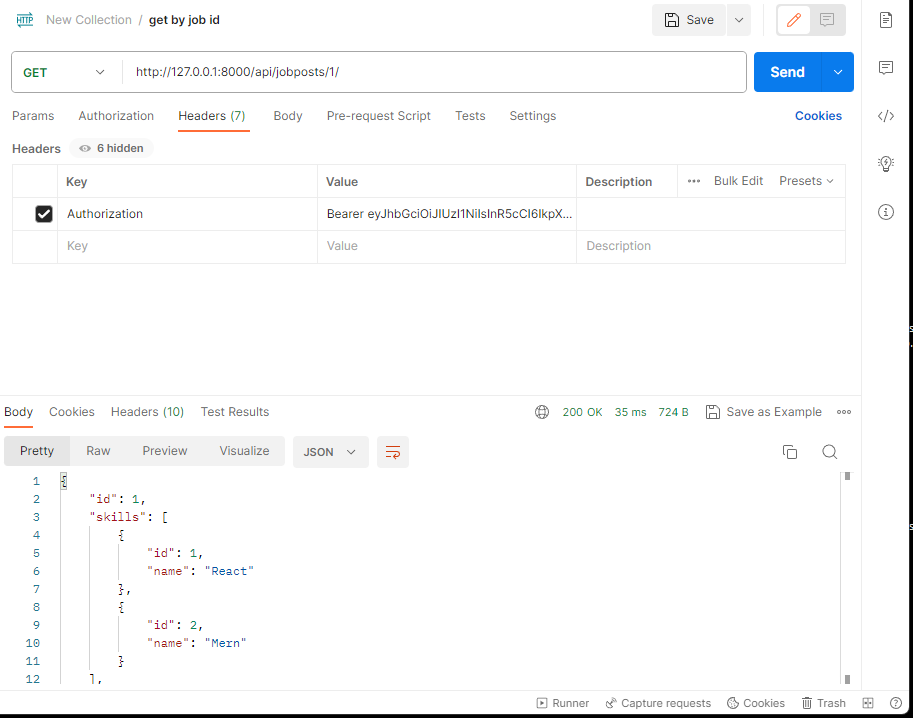 HTTP New Collection / get by job id Save
GET http://127.0.0.1:8000/api/jobposts/1/ Send
Params Authorization Headers (7) Body Pre-request Script Tests Settings Cookies
Headers 6 hidden
Key Value Description ••• Bulk Edit Presets
Authorization Bearer eyJhbGciOiJIUzI1NiIsInR5cCI6IkpX...
Key Value Description
Body Cookies Headers (10) Test Results 200 OK 35 ms 724 B Save as Example •••
Pretty Raw Preview Visualize JSON
1 {
2 "id": 1,
3 "skills": [
4 {
5 "id": 1,
6 "name": "React"
7 },
8 {
9 "id": 2,
10 "name": "Mern"
11 }
12 ],
Runner Capture requests Cookies Trash